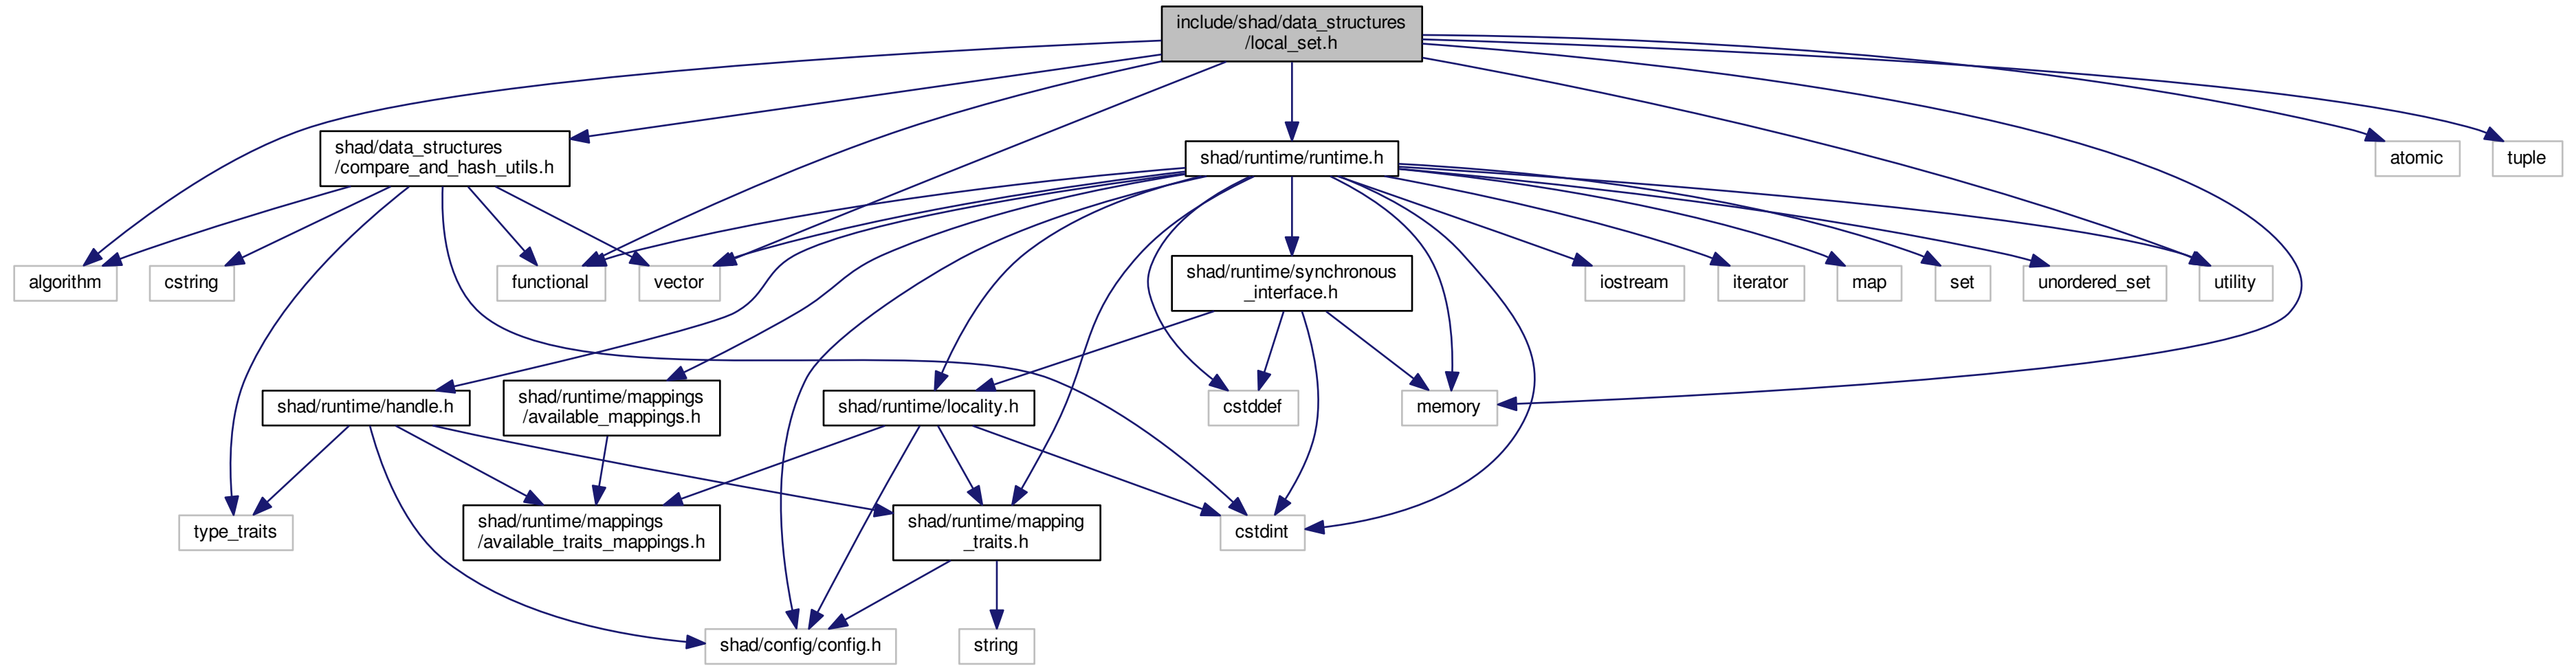 include/shad/data_structures
/local_set.h
shad/data_structures
/compare_and_hash_utils.h
shad/runtime/runtime.h
atomic
tuple
algorithm
cstring
functional
vector
shad/runtime/synchronous
_interface.h
iostream
iterator
map
set
unordered_set
utility
shad/runtime/handle.h
shad/runtime/mappings
/available_mappings.h
shad/runtime/locality.h
cstddef
memory
type_traits
shad/runtime/mappings
/available_traits_mappings.h
shad/runtime/mapping
_traits.h
cstdint
shad/config/config.h
string